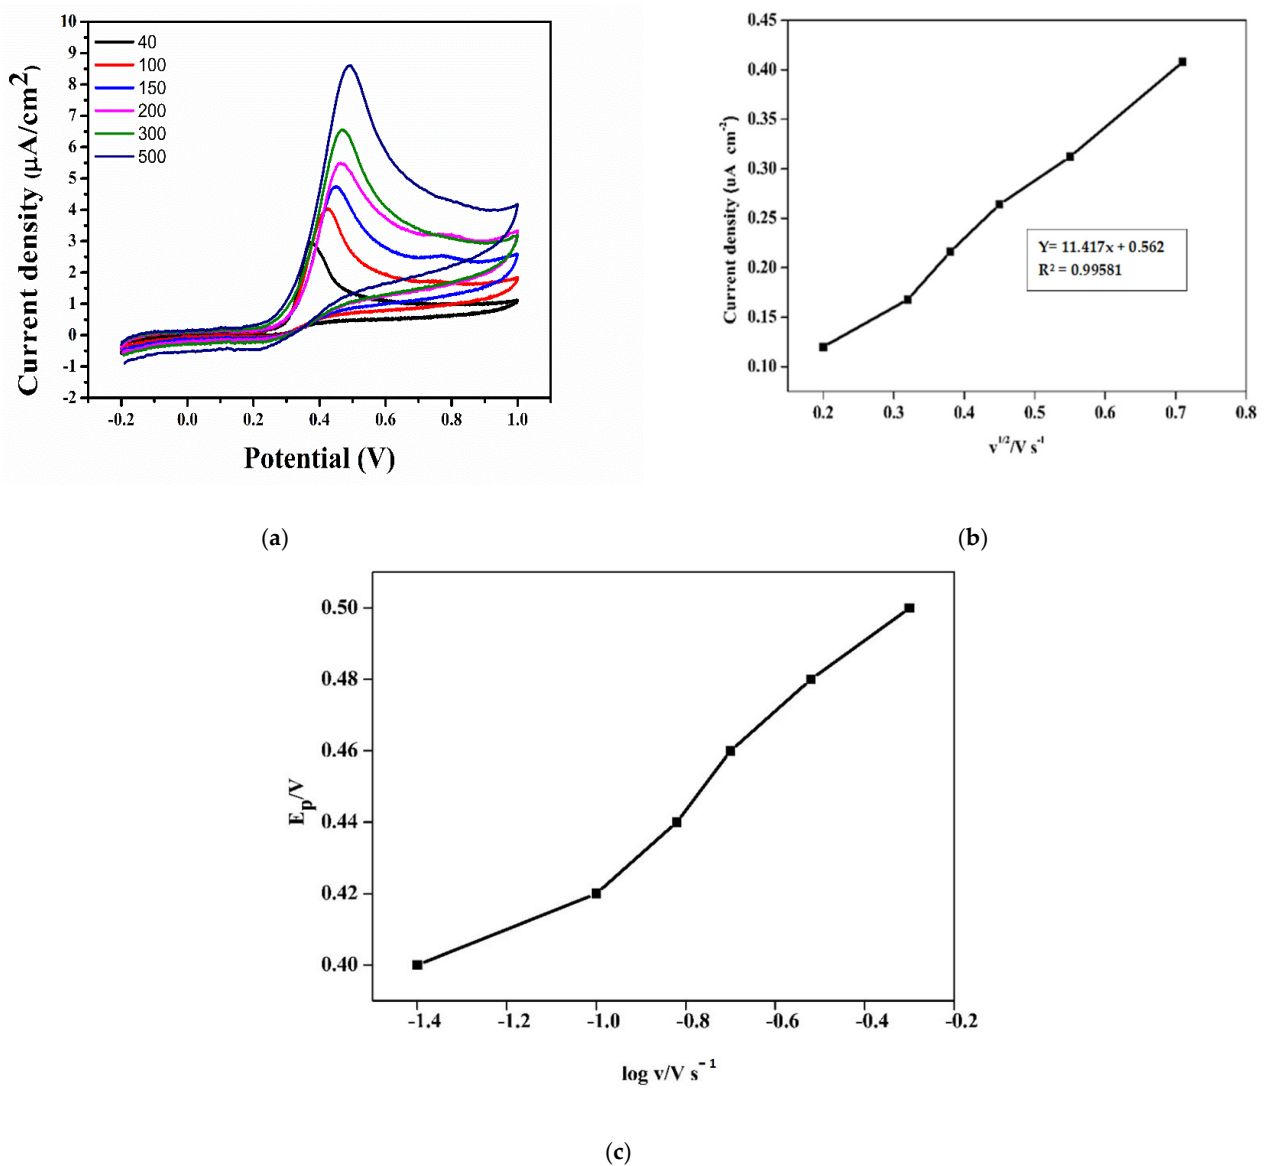 10
9
8
7
6
5
4
3
2
1
0
-1
-2
Current density (μA/cm²)
40
100
150
200
300
500
-0.2 0.0 0.2 0.4 0.6 0.8 1.0
Potential (V)
(a)
0.45
0.40
0.35
0.30
0.25
0.20
0.15
0.10
Current density (uA cm⁻²)
Y= 11.417x + 0.562
R² = 0.99581
0.2 0.3 0.4 0.5 0.6 0.7 0.8
v¹/²/V s⁻¹
(b)
0.50
0.48
0.46
0.44
0.42
0.40
Eₚ/V
-1.4 -1.2 -1.0 -0.8 -0.6 -0.4 -0.2
log v/V s⁻¹
(c)